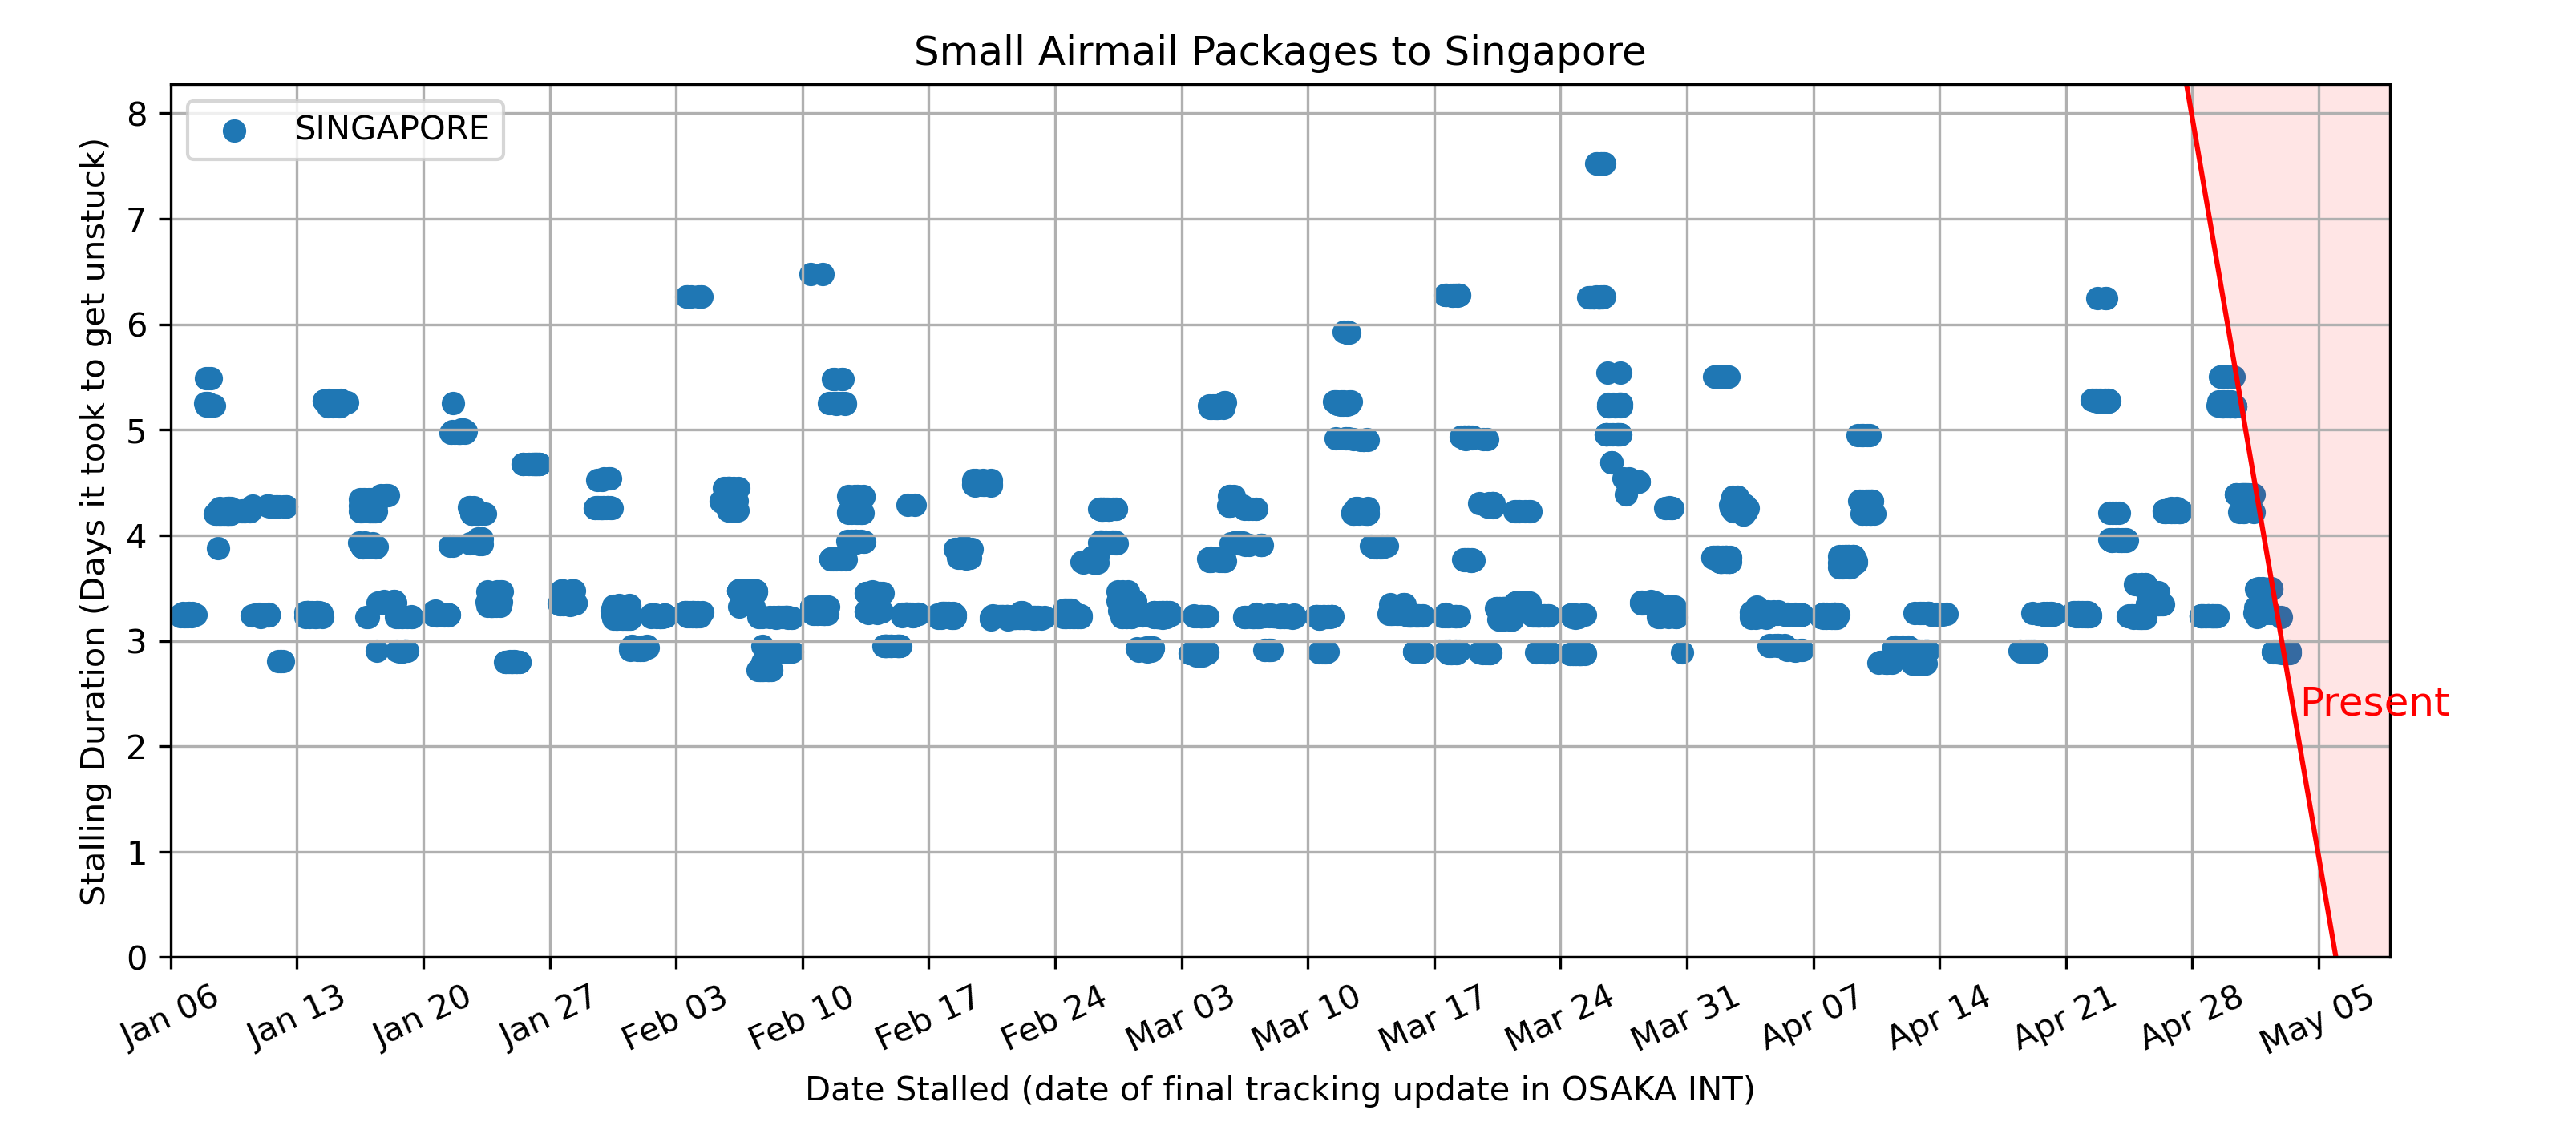 Small Airmail Packages to Singapore
SINGAPORE
Stalling Duration (Days it took to get unstuck)
8
7
6
5
4
3
2
1
0
Present
Jan 06
Jan 13
Jan 20
Jan 27
Feb 03
Feb 10
Feb 17
Feb 24
Mar 03
Mar 10
Mar 17
Mar 24
Mar 31
Apr 07
Apr 14
Apr 21
Apr 28
May 05
Date Stalled (date of final tracking update in OSAKA INT)